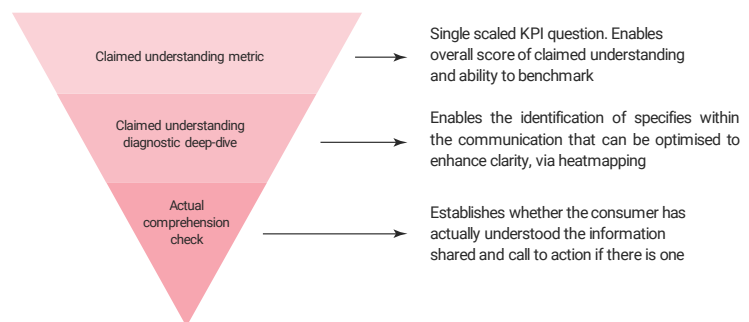 Claimed understanding metric
Single scaled KPI question. Enables
overall score of claimed understanding
and ability to benchmark
Claimed understanding
diagnostic deep-dive
Enables the identification of specifies within
the communication that can be optimised to
enhance clarity, via heatmapping
Actual
comprehension
check
Establishes whether the consumer has
actually understood the information
shared and call to action if there is one